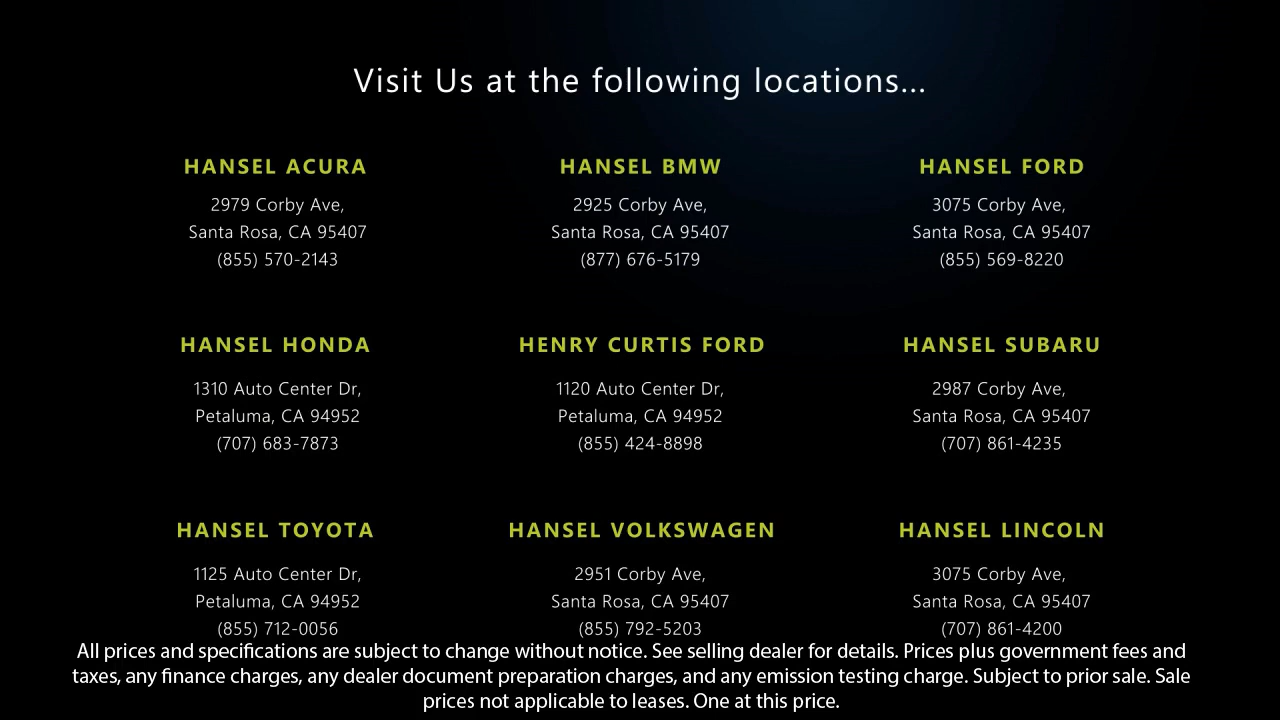 Visit Us at the following locations...
HANSEL ACURA
2979 Corby Ave,
Santa Rosa, CA 95407
(855) 570-2143
HANSEL BMW
2925 Corby Ave,
Santa Rosa, CA 95407
(877) 676-5179
HANSEL FORD
3075 Corby Ave,
Santa Rosa, CA 95407
(855) 569-8220
HANSEL HONDA
1310 Auto Center Dr,
Petaluma, CA 94952
(707) 683-7873
HENRY CURTIS FORD
1120 Auto Center Dr,
Petaluma, CA 94952
(855) 424-8898
HANSEL SUBARU
2987 Corby Ave,
Santa Rosa, CA 95407
(707) 861-4235
HANSEL TOYOTA
1125 Auto Center Dr,
Petaluma, CA 94952
(855) 712-0056
HANSEL VOLKSWAGEN
2951 Corby Ave,
Santa Rosa, CA 95407
(855) 792-5203
HANSEL LINCOLN
3075 Corby Ave,
Santa Rosa, CA 95407
(707) 861-4200
All prices and specifications are subject to change without notice. See selling dealer for details. Prices plus government fees and
taxes, any finance charges, any dealer document preparation charges, and any emission testing charge. Subject to prior sale. Sale
prices not applicable to leases. One at this price.